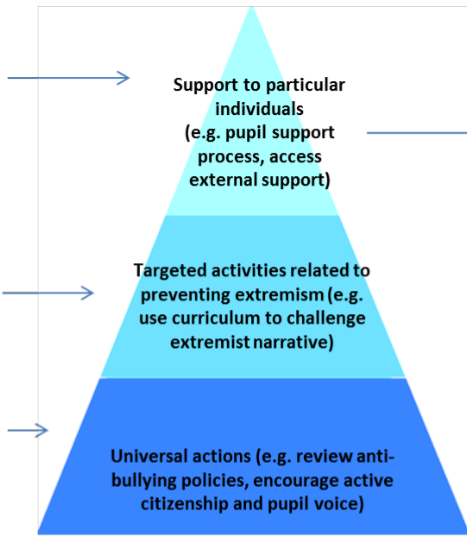 Support to particular
individuals
(e.g. pupil support
process, access
external support)
Targeted activities related to
preventing extremism (e.g.
use curriculum to challenge
extremist narrative)
Universal actions (e.g. review anti-
bullying policies, encourage active
citizenship and pupil voice)